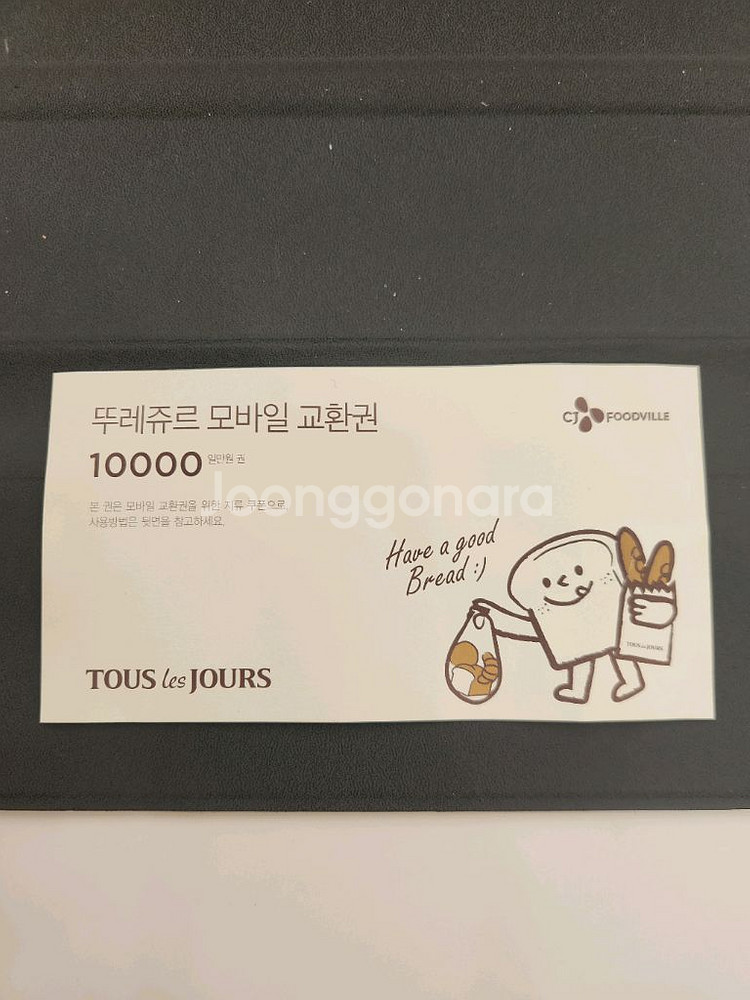 뚜레쥬르 모바일 교환권
CJ FOODVILLE
10000 일만원 권
본 권은 모바일 교환권을 위한 지류 쿠폰으로
사용방법은 뒷면을 참고하세요.
Joonggonara
Have a good
Bread :)
TOUS les JOURS
TOUS les JOURS